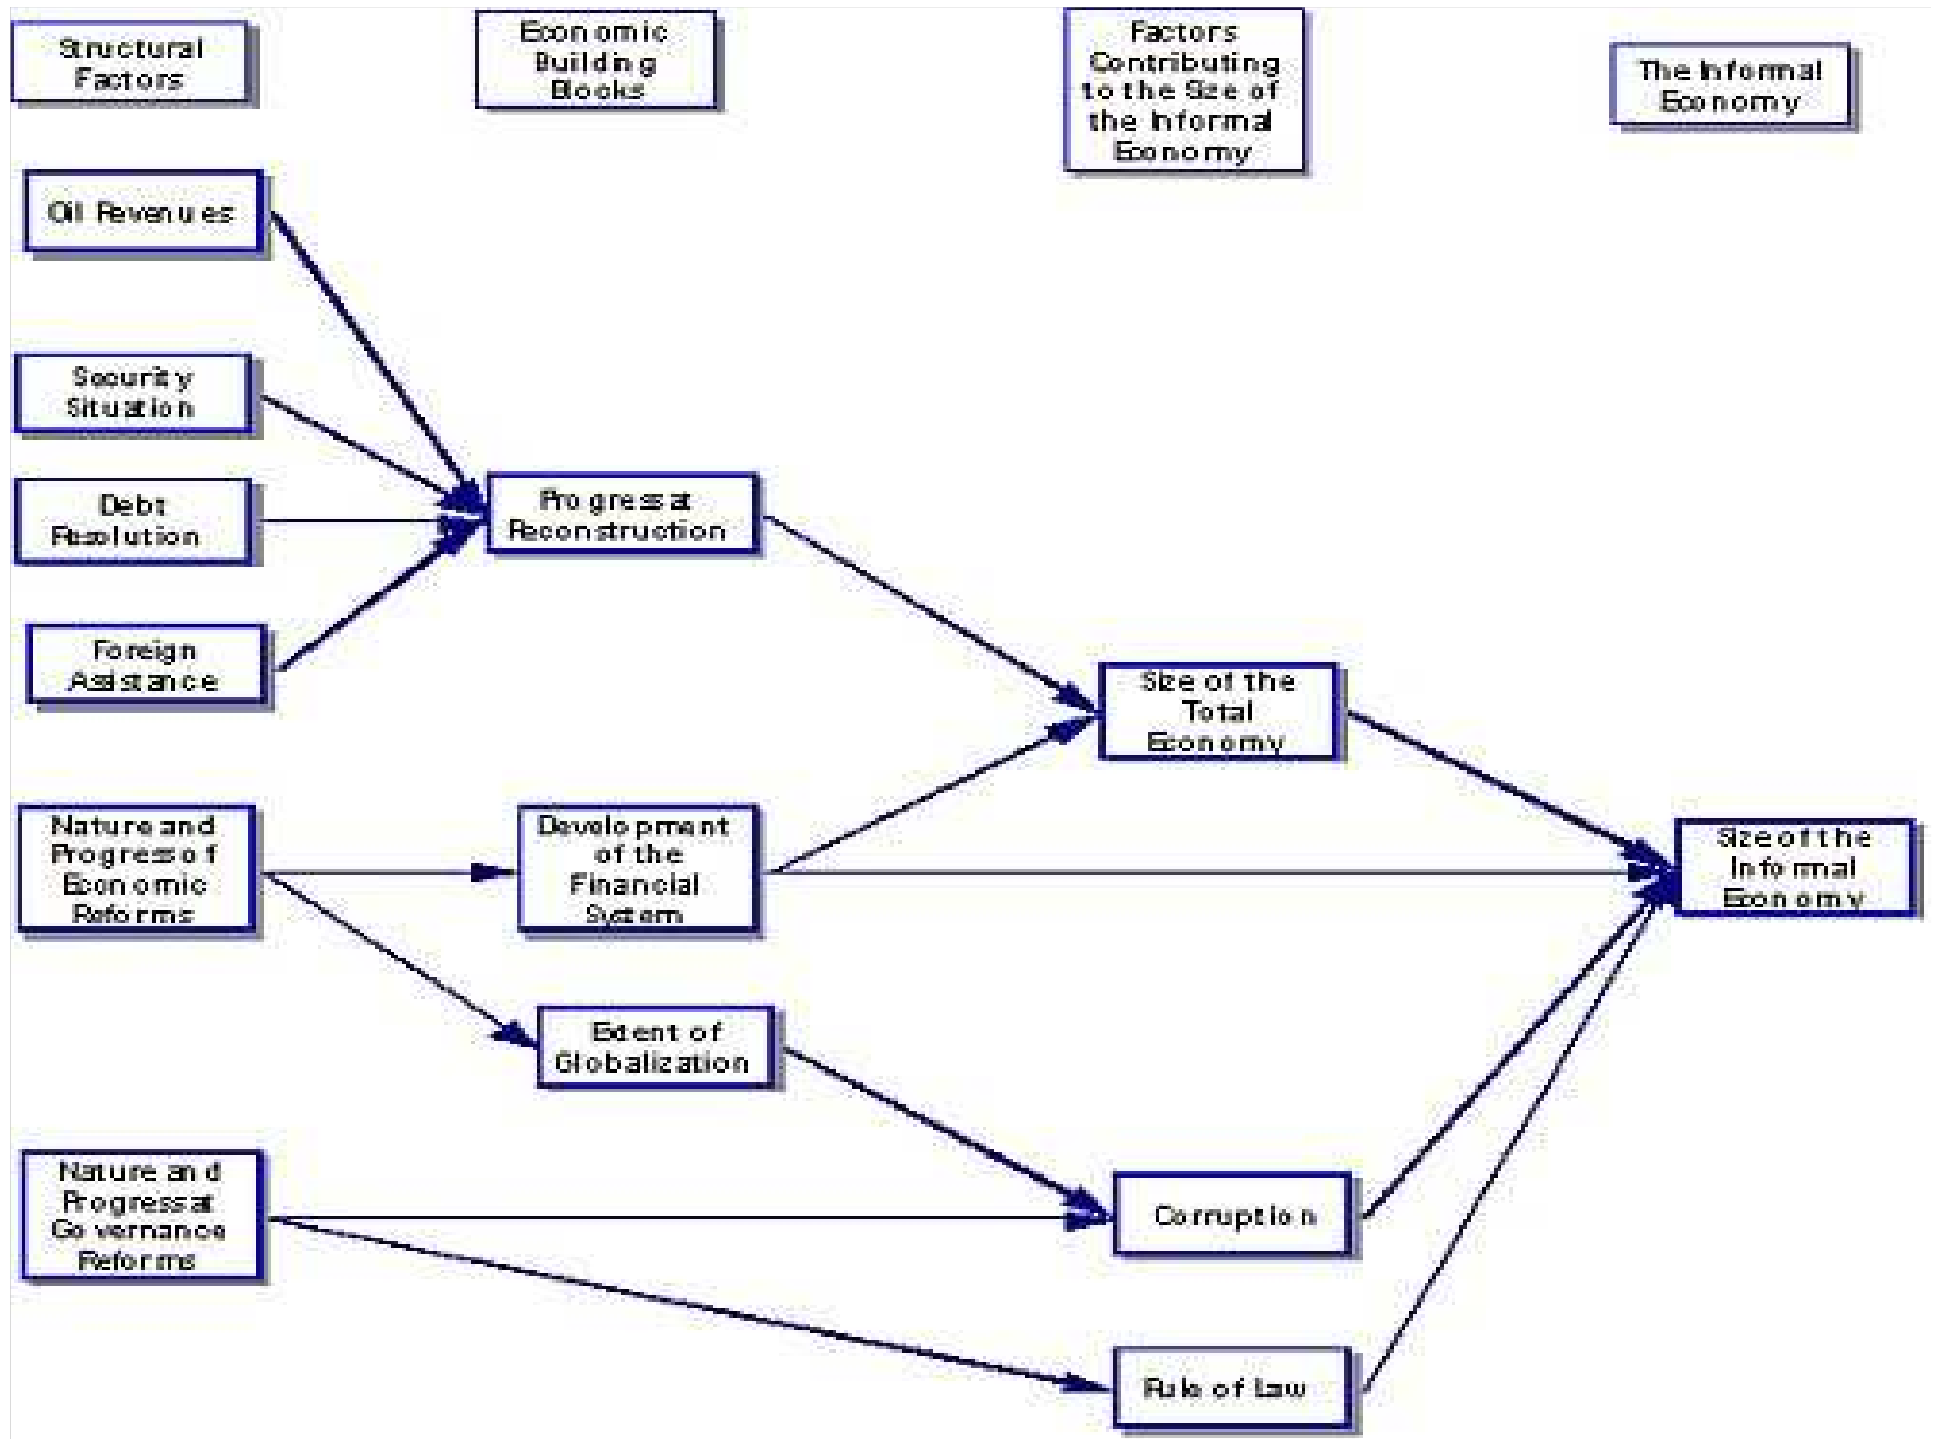 Structural
Factors
Economic
Building
Blocks
Factors
Contributing
to the Size of
the Informal
Economy
The Informal
Economy
Oil Revenues
Security
Situation
Debt
Resolution
Progress at
Reconstruction
Foreign
Assistance
Size of the
Total
Economy
Nature and
Progress of
Economic
Reforms
Development
of the
Financial
System
Size of the
Informal
Economy
Extent of
Globalization
Nature and
Progress at
Governance
Reforms
Corruption
Rule of Law